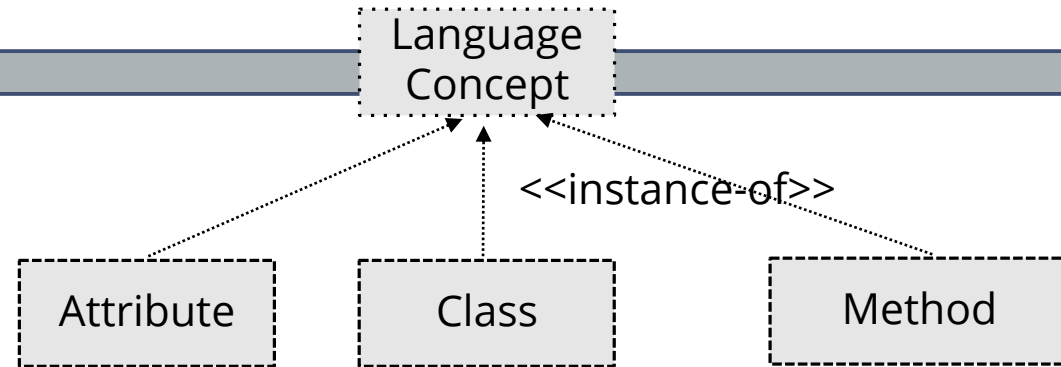 Language
Concept
<<instance-of>>
Attribute
Class
Method